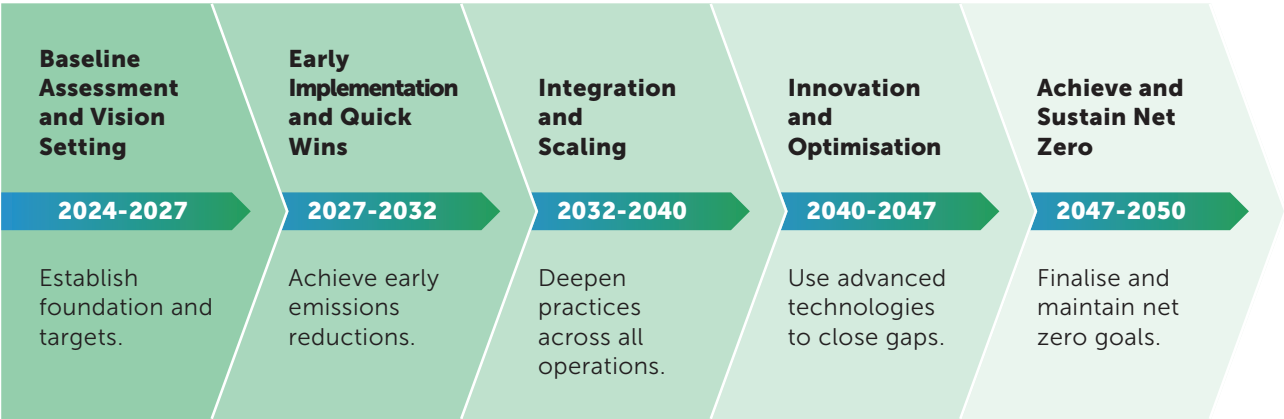 Baseline
Assessment
and Vision
Setting
2024-2027
Establish
foundation and
targets.
Early
Implementation
and Quick
Wins
2027-2032
Achieve early
emissions
reductions.
Integration
and
Scaling
2032-2040
Deepen
practices
across all
operations.
Innovation
and
Optimisation
2040-2047
Use advanced
technologies
to close gaps.
Achieve and
Sustain Net
Zero
2047-2050
Finalise and
maintain net
zero goals.